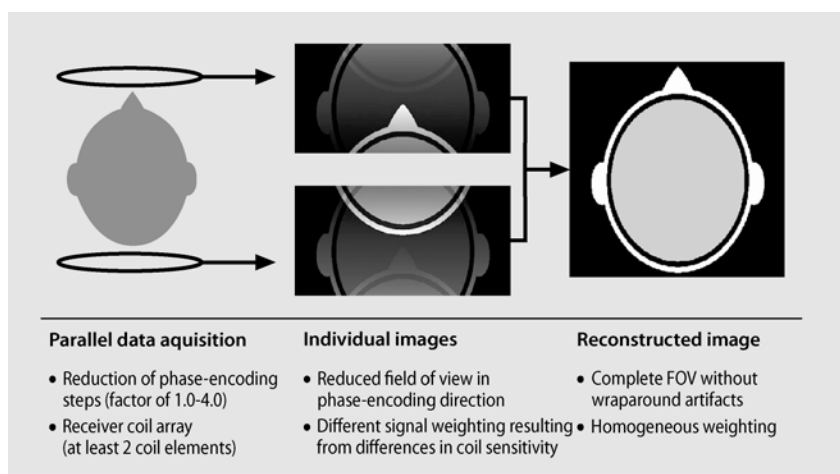 Parallel data aquisition
• Reduction of phase-encoding
steps (factor of 1.0-4.0)
• Receiver coil array
(at least 2 coil elements)
Individual images
• Reduced field of view in
phase-encoding direction
• Different signal weighting resulting
from differences in coil sensitivity
Reconstructed image
• Complete FOV without
wraparound artifacts
• Homogeneous weighting